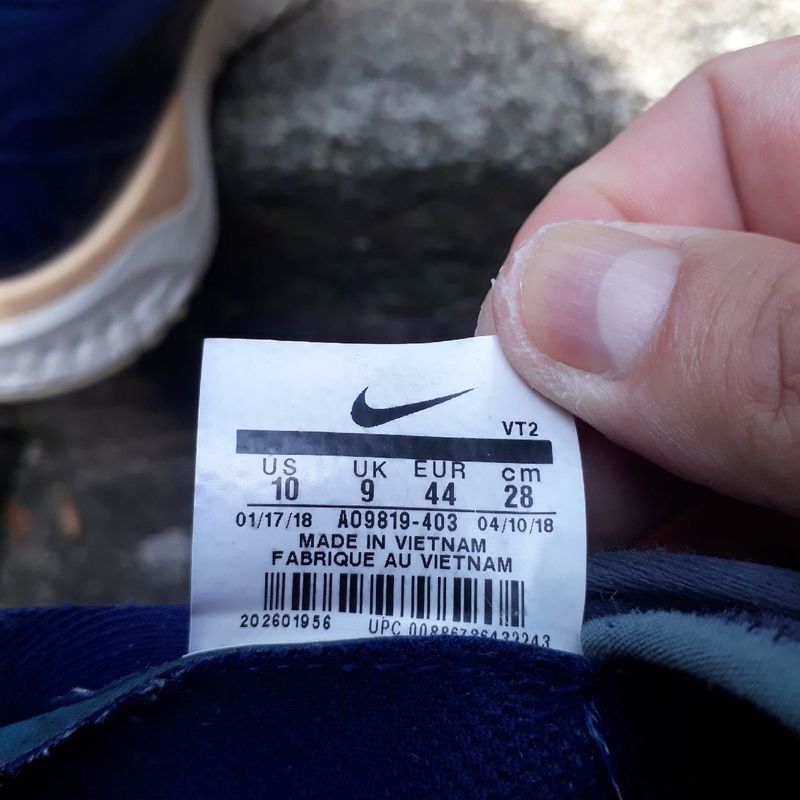 VT2
US UK EUR cm
10 9 44 28
01/17/18 AO9819-403 04/10/18
MADE IN VIETNAM
FABRIQUE AU VIETNAM
202601956 UPC